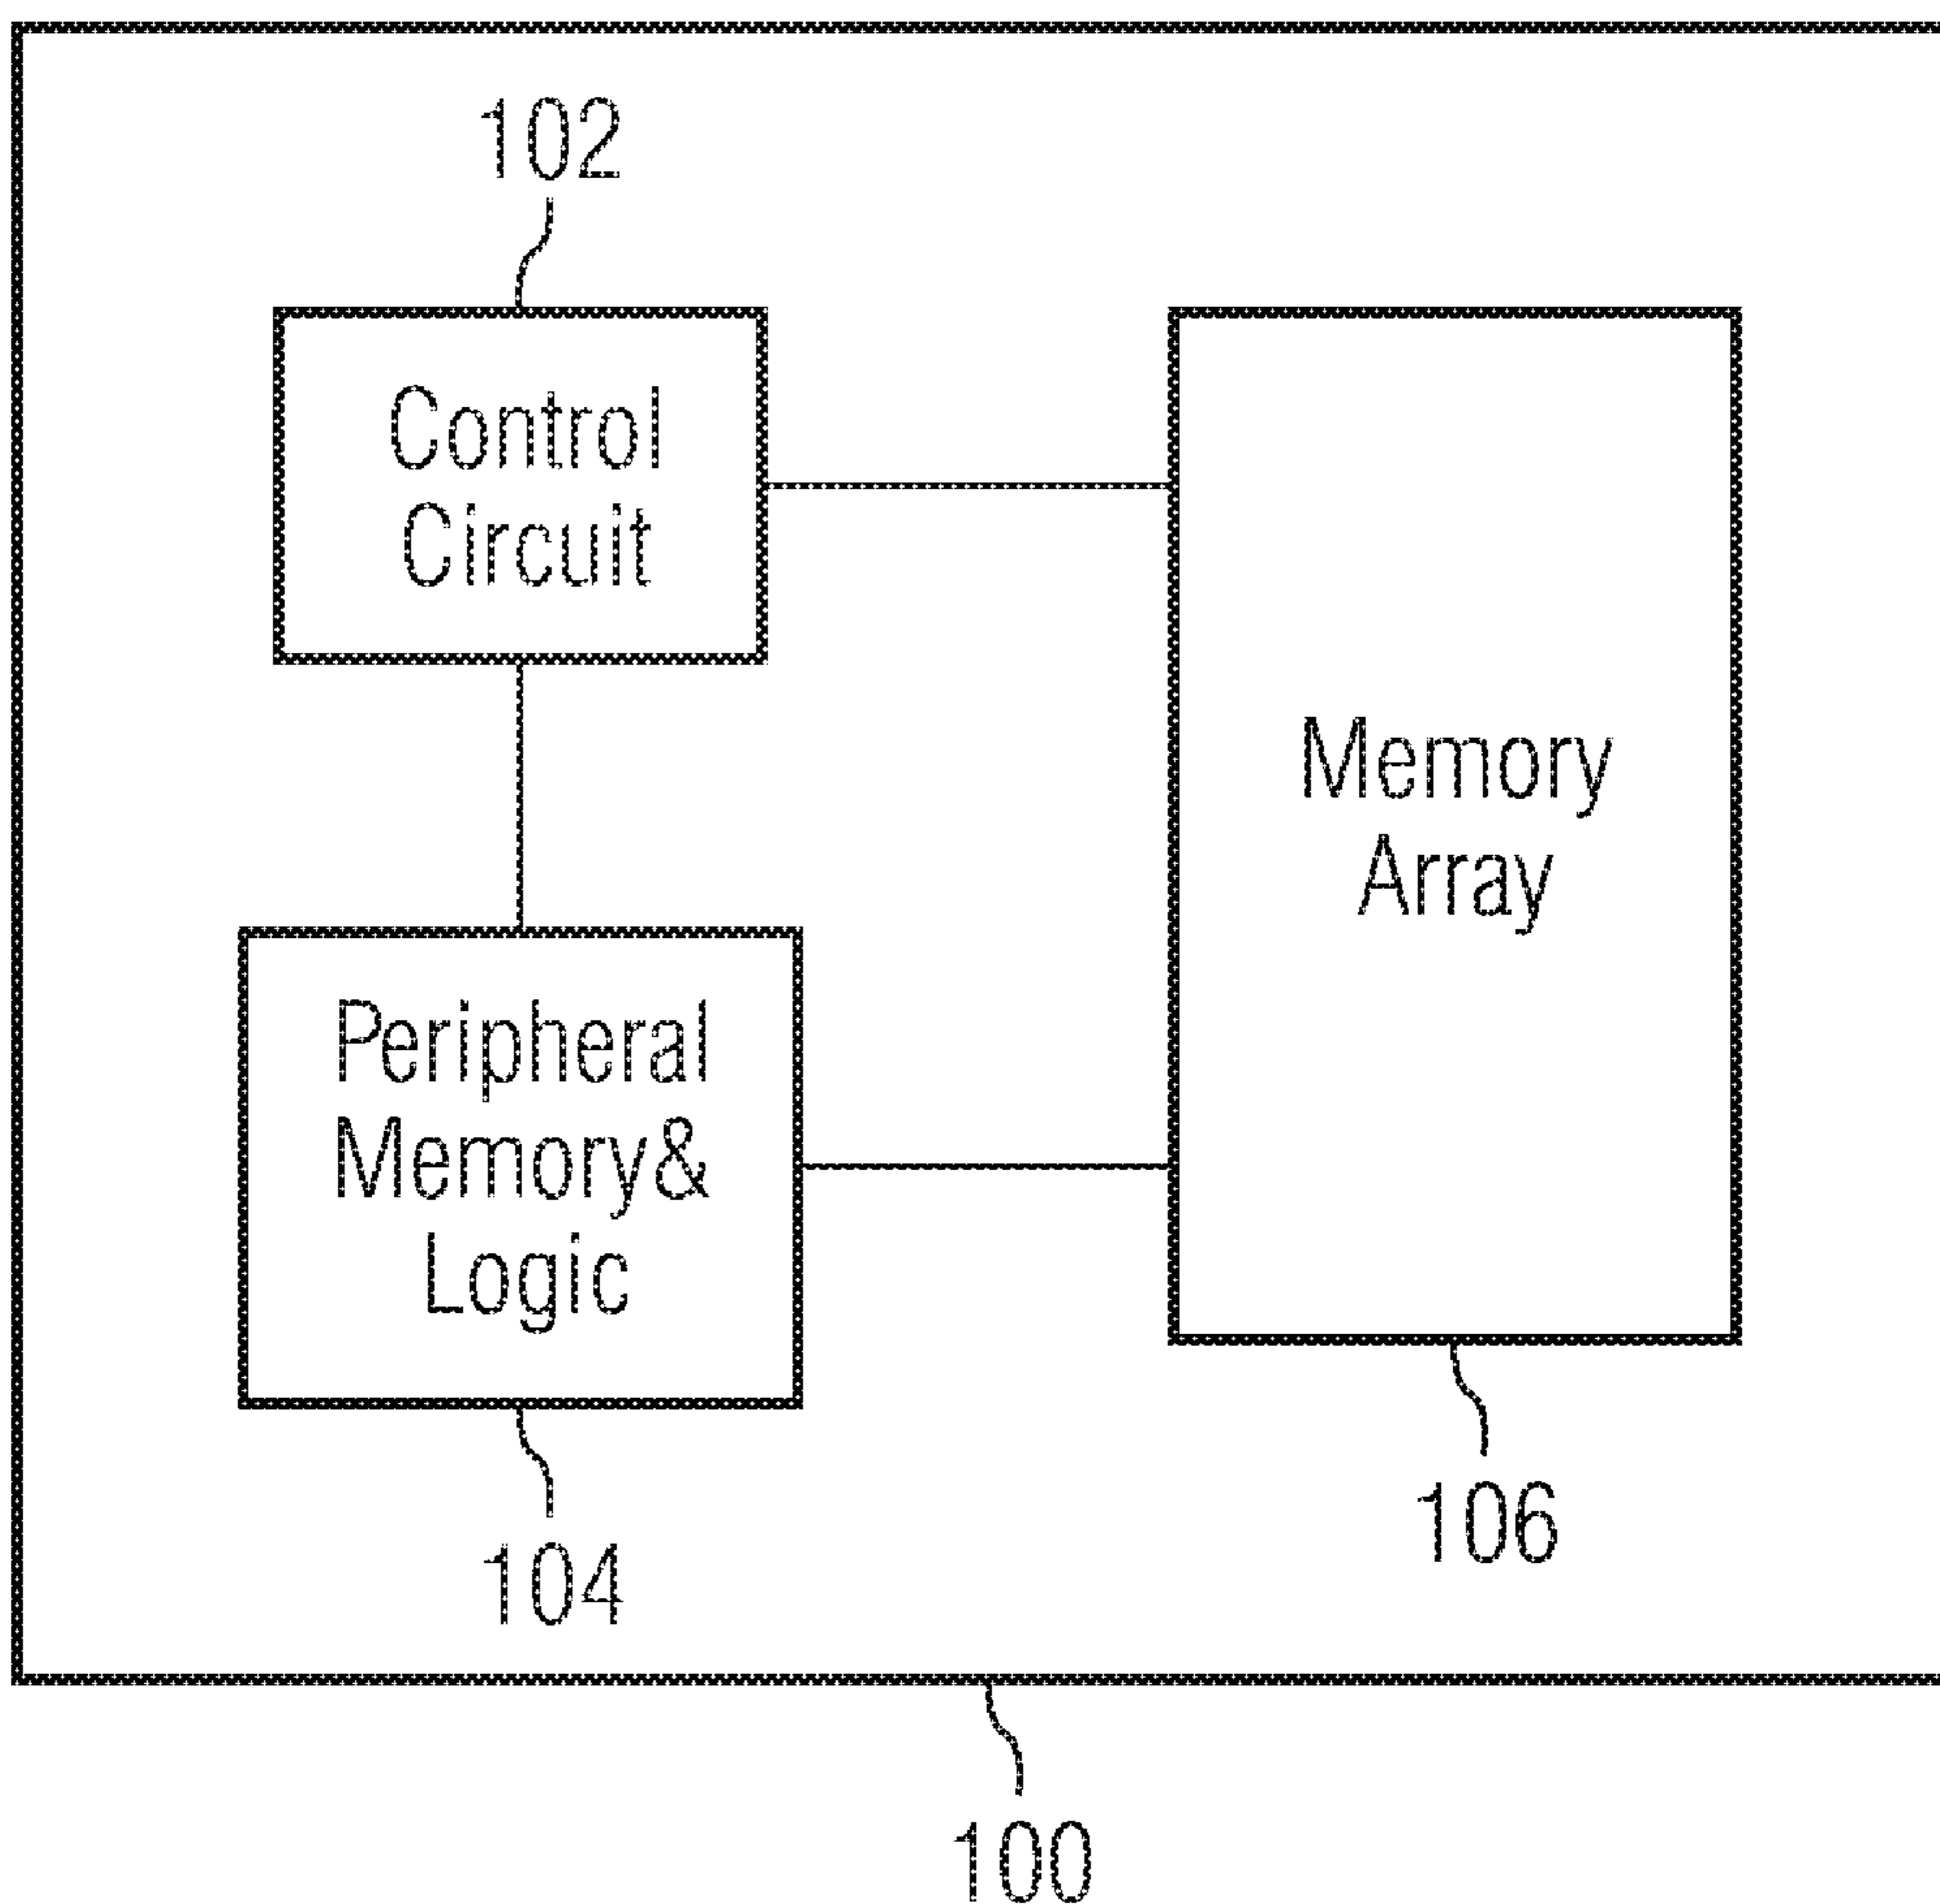 102
Control
Circuit
Memory
Array
Peripheral
Memory&
Logic
106
104
100